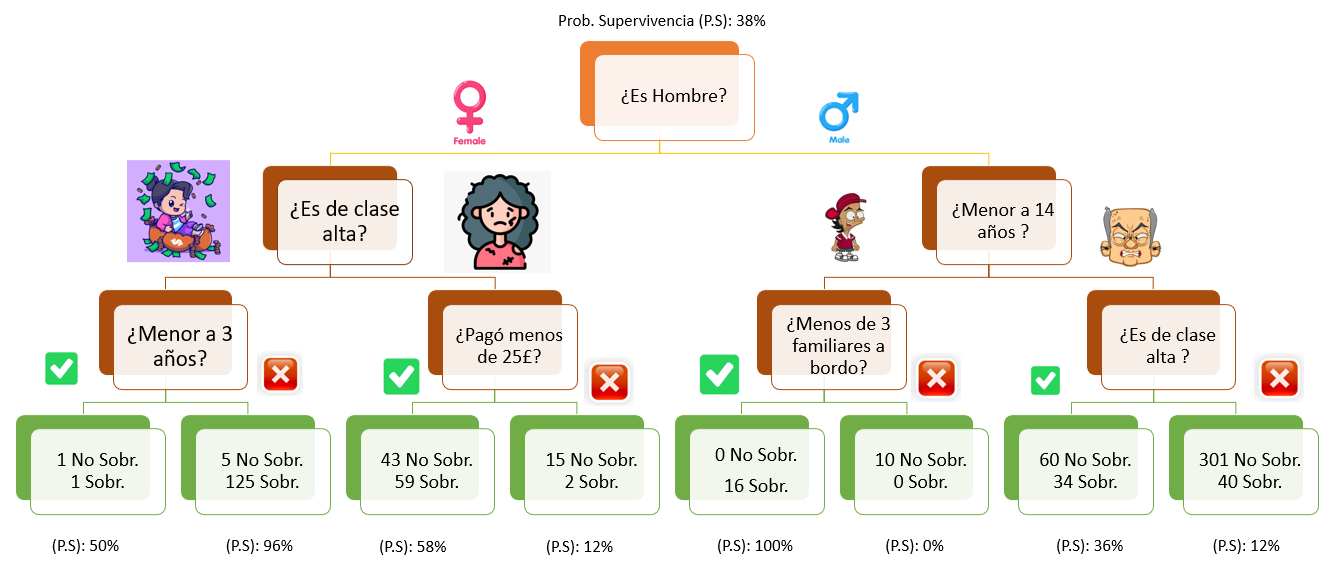 Prob. Supervivencia (P.S): 38%
¿Es Hombre?
Female
Male
¿Es de clase
alta?
¿Menor a 14
años ?
¿Menor a 3
años?
¿Pagó menos
de 25£?
¿Menos de 3
familiares a
bordo?
¿Es de clase
alta ?
1 No Sobr.
1 Sobr.
5 No Sobr.
125 Sobr.
43 No Sobr.
59 Sobr.
15 No Sobr.
2 Sobr.
0 No Sobr.
16 Sobr.
10 No Sobr.
0 Sobr.
60 No Sobr.
34 Sobr.
301 No Sobr.
40 Sobr.
(P.S): 50%
(P.S): 96%
(P.S): 58%
(P.S): 12%
(P.S): 100%
(P.S): 0%
(P.S): 36%
(P.S): 12%